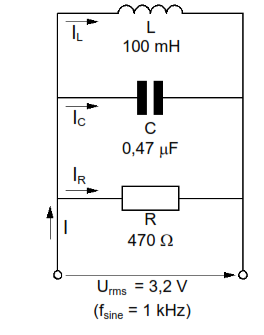 I_L
L
100 mH
I_C
C
0,47 µF
I_R
R
470 Ω
I
U_rms = 3,2 V
(f_sine = 1 kHz)